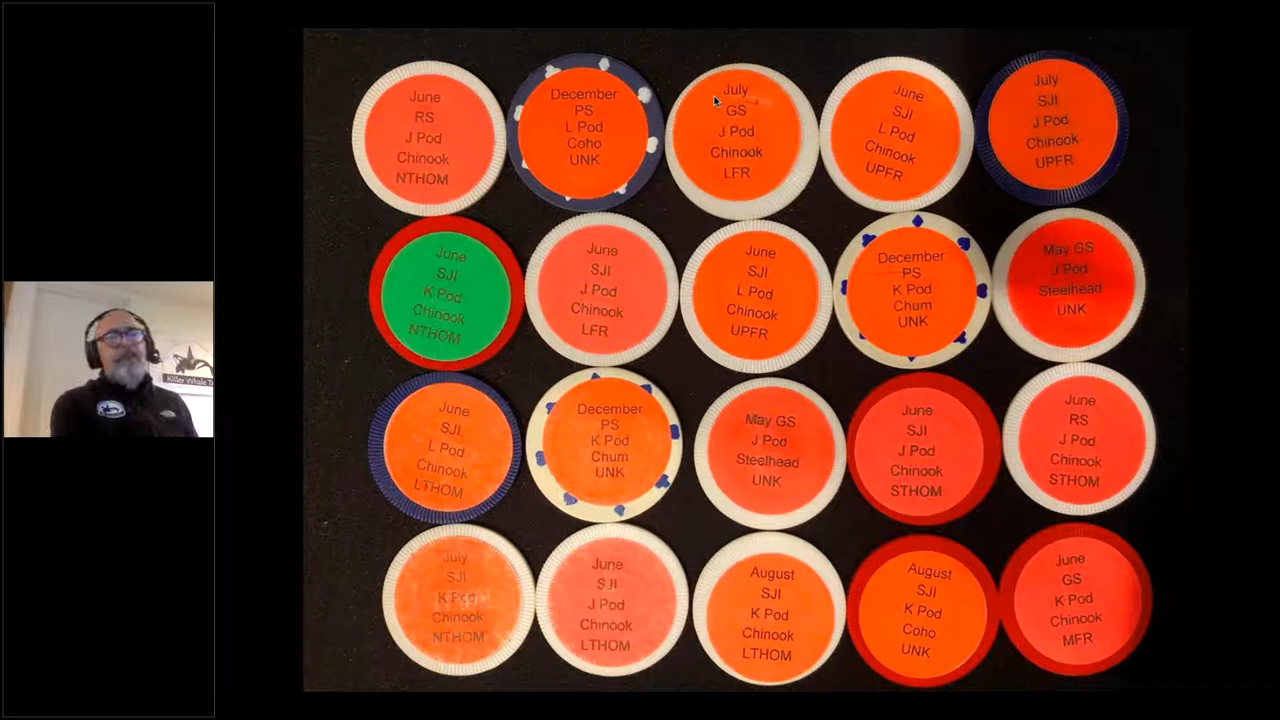 June
RS
J Pod
Chinook
NTHOM
December
PS
L Pod
Coho
UNK
July
GS
J Pod
Chinook
LFR
June
SJI
L Pod
Chinook
UPFR
July
SJI
J Pod
Chinook
UPFR
June
SJI
K Pod
Chinook
NTHOM
June
SJI
J Pod
Chinook
LFR
June
SJI
L Pod
Chinook
UPFR
December
PS
K Pod
Chum
UNK
May GS
J Pod
Steelhead
UNK
Killer Whale
June
SJI
L Pod
Chinook
LTHOM
December
PS
K Pod
Chum
UNK
May GS
J Pod
Steelhead
UNK
June
SJI
J Pod
Chinook
STHOM
June
RS
J Pod
Chinook
STHOM
July
SJI
K Pod
Chinook
NTHOM
June
SJI
J Pod
Chinook
LTHOM
August
SJI
K Pod
Chinook
LTHOM
August
SJI
K Pod
Coho
UNK
June
GS
K Pod
Chinook
MFR